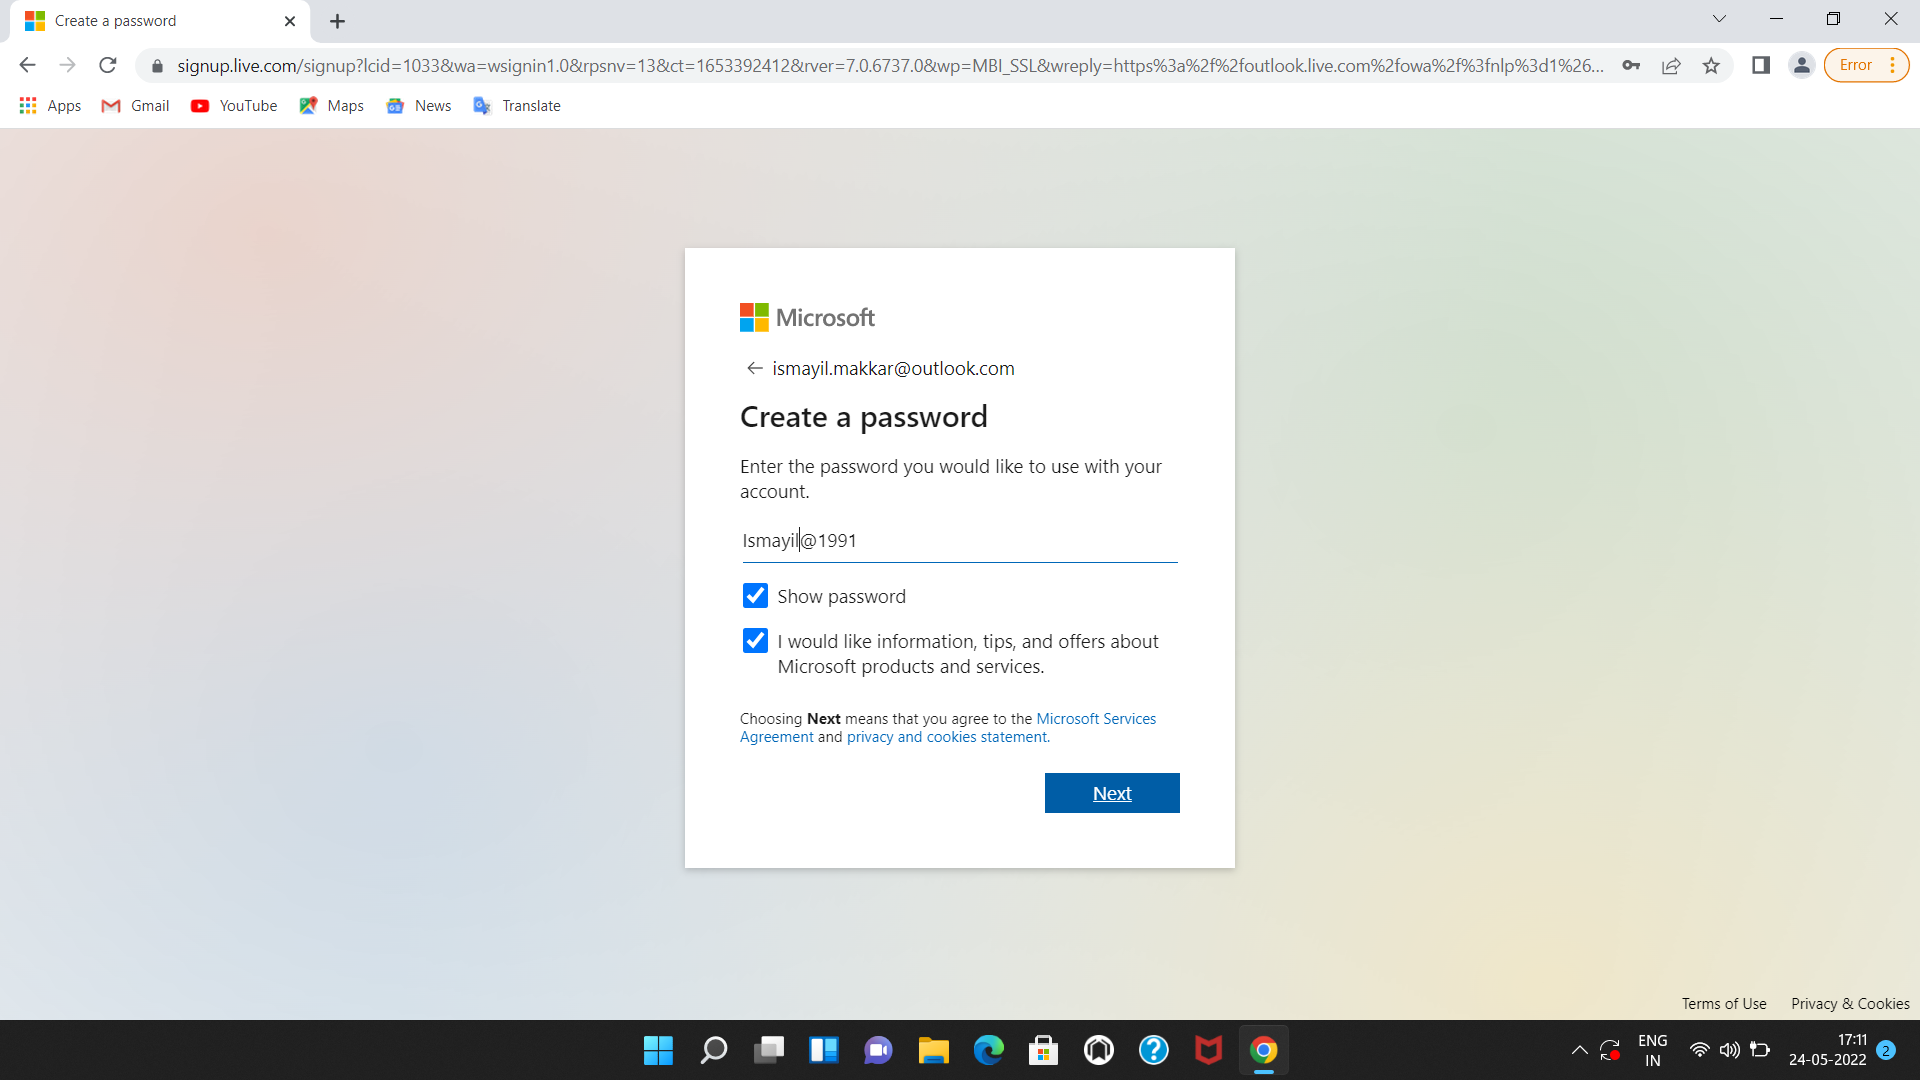 Create a password
signup.live.com/signup?lcid=1033&wa=wsignin1.0&rpsnv=13&ct=1653392412&rver=7.0.6737.0&wp=MBI_SSL&wreply=https%3a%2f%2foutlook.live.com%2fowa%2f%3fnlp%3d1%26...
Error
Apps
Gmail
YouTube
Maps
News
Translate
Microsoft
ismayil.makkar@outlook.com
Create a password
Enter the password you would like to use with your
account.
Ismayil@1991
Show password
I would like information, tips, and offers about
Microsoft products and services.
Choosing Next means that you agree to the Microsoft Services
Agreement and privacy and cookies statement.
Next
Terms of Use
Privacy & Cookies
ENG
IN
17:11
24-05-2022
2